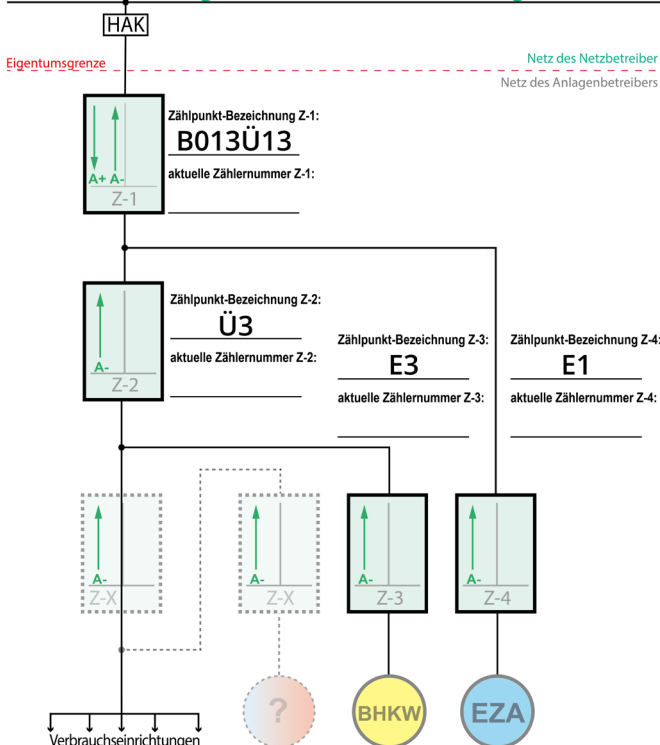 HAK
Eigentumsgrenze
Netz des Netzbetreiber
Netz des Anlagenbetreibers
Zählpunkt-Bezeichnung Z-1:
B013Ü13
aktuelle Zählernummer Z-1:
A+ A-
Z-1
Zählpunkt-Bezeichnung Z-2:
Ü3
aktuelle Zählernummer Z-2:
A-
Z-2
Zählpunkt-Bezeichnung Z-3:
E3
aktuelle Zählernummer Z-3:
Zählpunkt-Bezeichnung Z-4:
E1
aktuelle Zählernummer Z-4:
A-
Z-X
A-
Z-X
A-
Z-3
A-
Z-4
?
BHKW
EZA
Verbrauchseinrichtungen